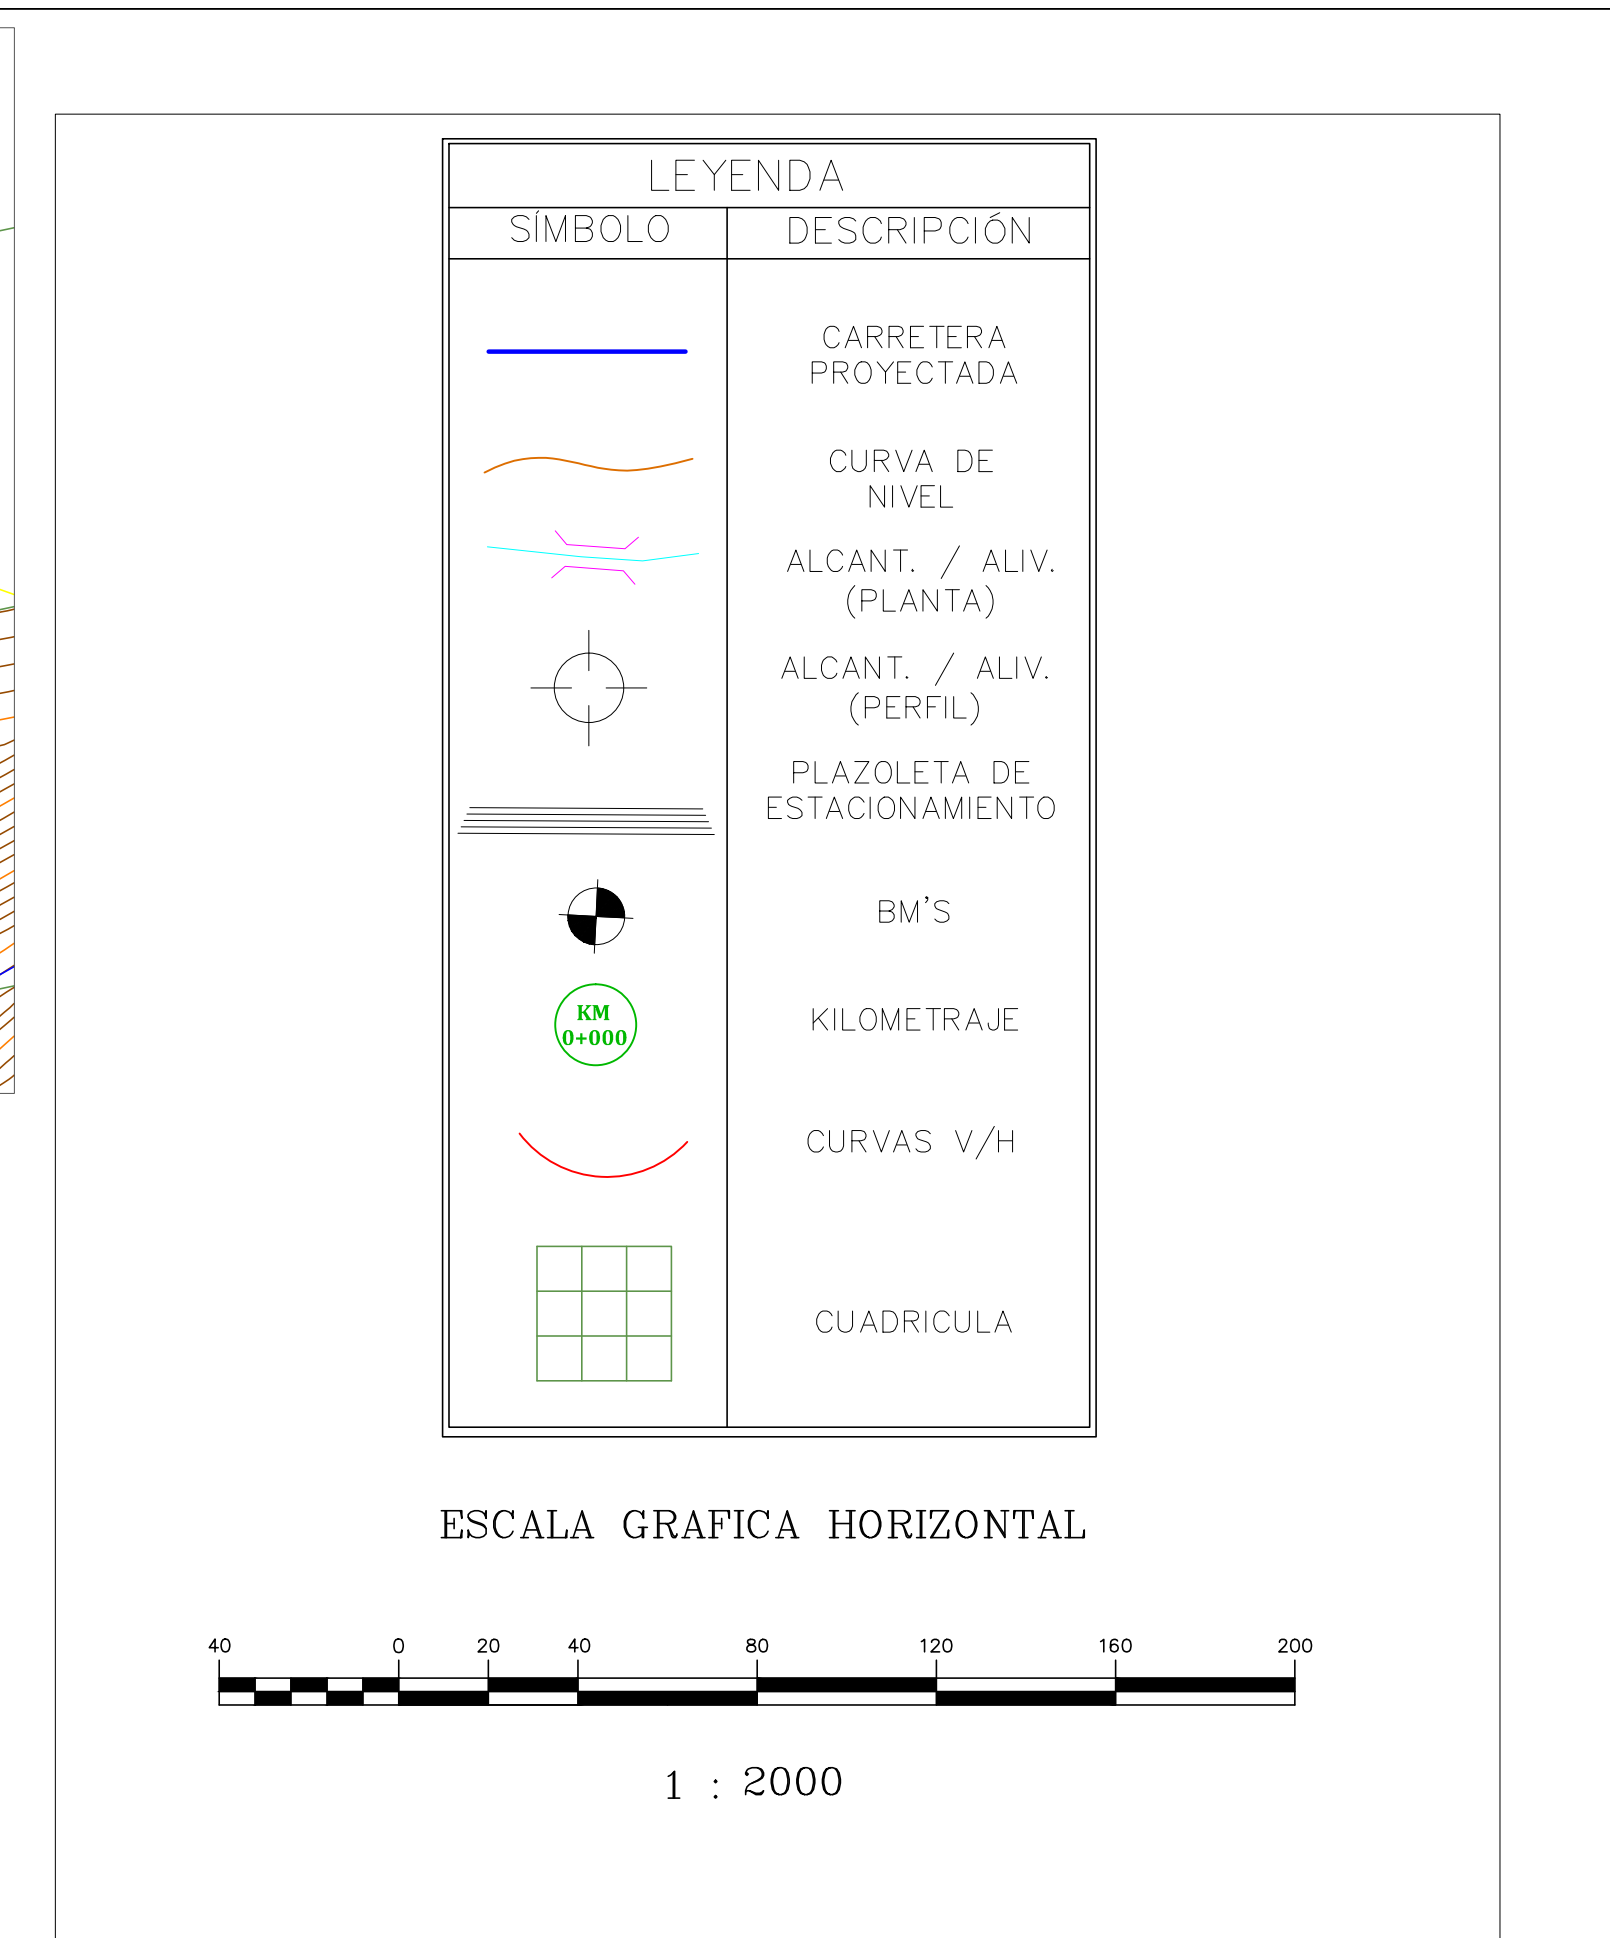 LEYENDA
SÍMBOLO
DESCRIPCIÓN
CARRETERA
PROYECTADA
CURVA DE
NIVEL
ALCANT. / ALIV.
(PLANTA)
ALCANT. / ALIV.
(PERFIL)
PLAZOLETA DE
ESTACIONAMIENTO
BM'S
KM
0+000
KILOMETRAJE
CURVAS V/H
CUADRICULA
ESCALA GRAFICA HORIZONTAL
40 0 20 40 80 120 160 200
1 : 2000